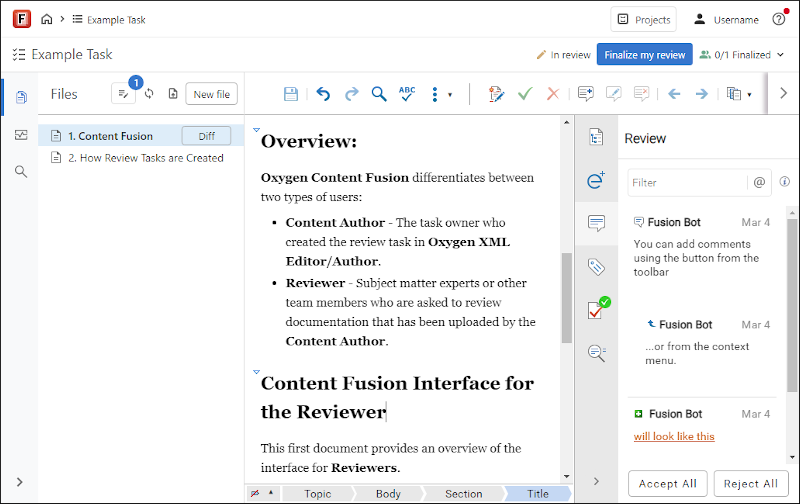 F
Example Task
Projects
Username
Example Task
In review
Finalize my review
0/1 Finalized
Files
1
New file
ABC
1. Content Fusion
Diff
2. How Review Tasks are Created
Overview:
Oxygen Content Fusion differentiates between
two types of users:
• Content Author - The task owner who
created the review task in Oxygen XML
Editor/Author.
• Reviewer - Subject matter experts or other
team members who are asked to review
documentation that has been uploaded by the
Content Author.
Content Fusion Interface for
the Reviewer
This first document provides an overview of the
interface for Reviewers.
Topic
Body
Section
Title
Review
Filter
@
Fusion Bot
Mar 4
You can add comments
using the button from the
toolbar
Fusion Bot
Mar 4
...or from the context
menu.
Fusion Bot
Mar 4
will look like this
Accept All
Reject All